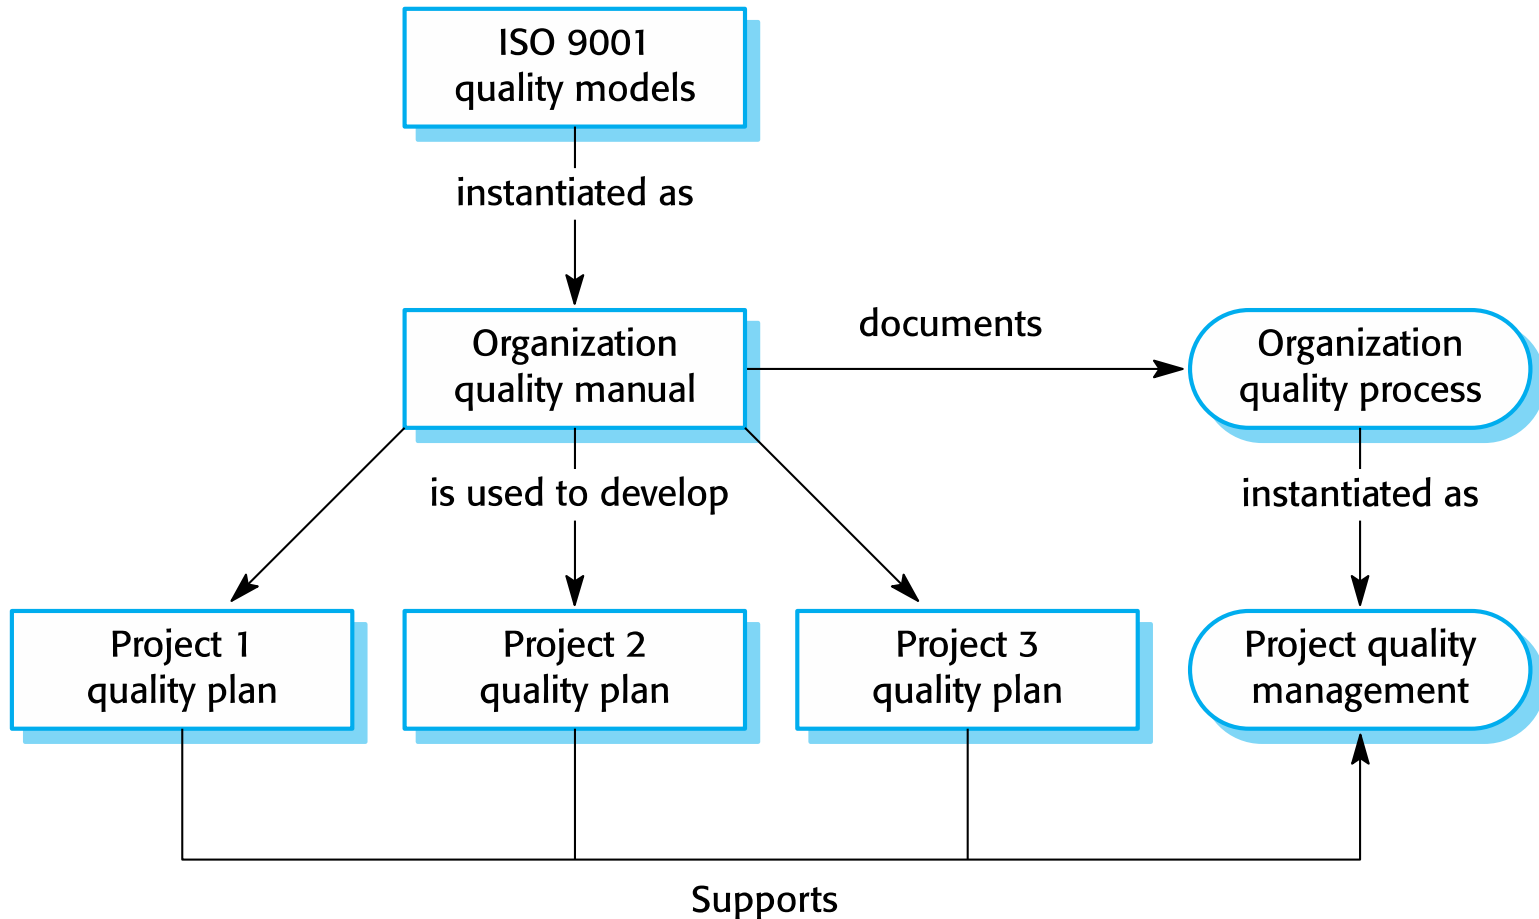 ISO 9001
quality models
instantiated as
Organization
quality manual
documents
Organization
quality process
is used to develop
instantiated as
Project 1
quality plan
Project 2
quality plan
Project 3
quality plan
Project quality
management
Supports